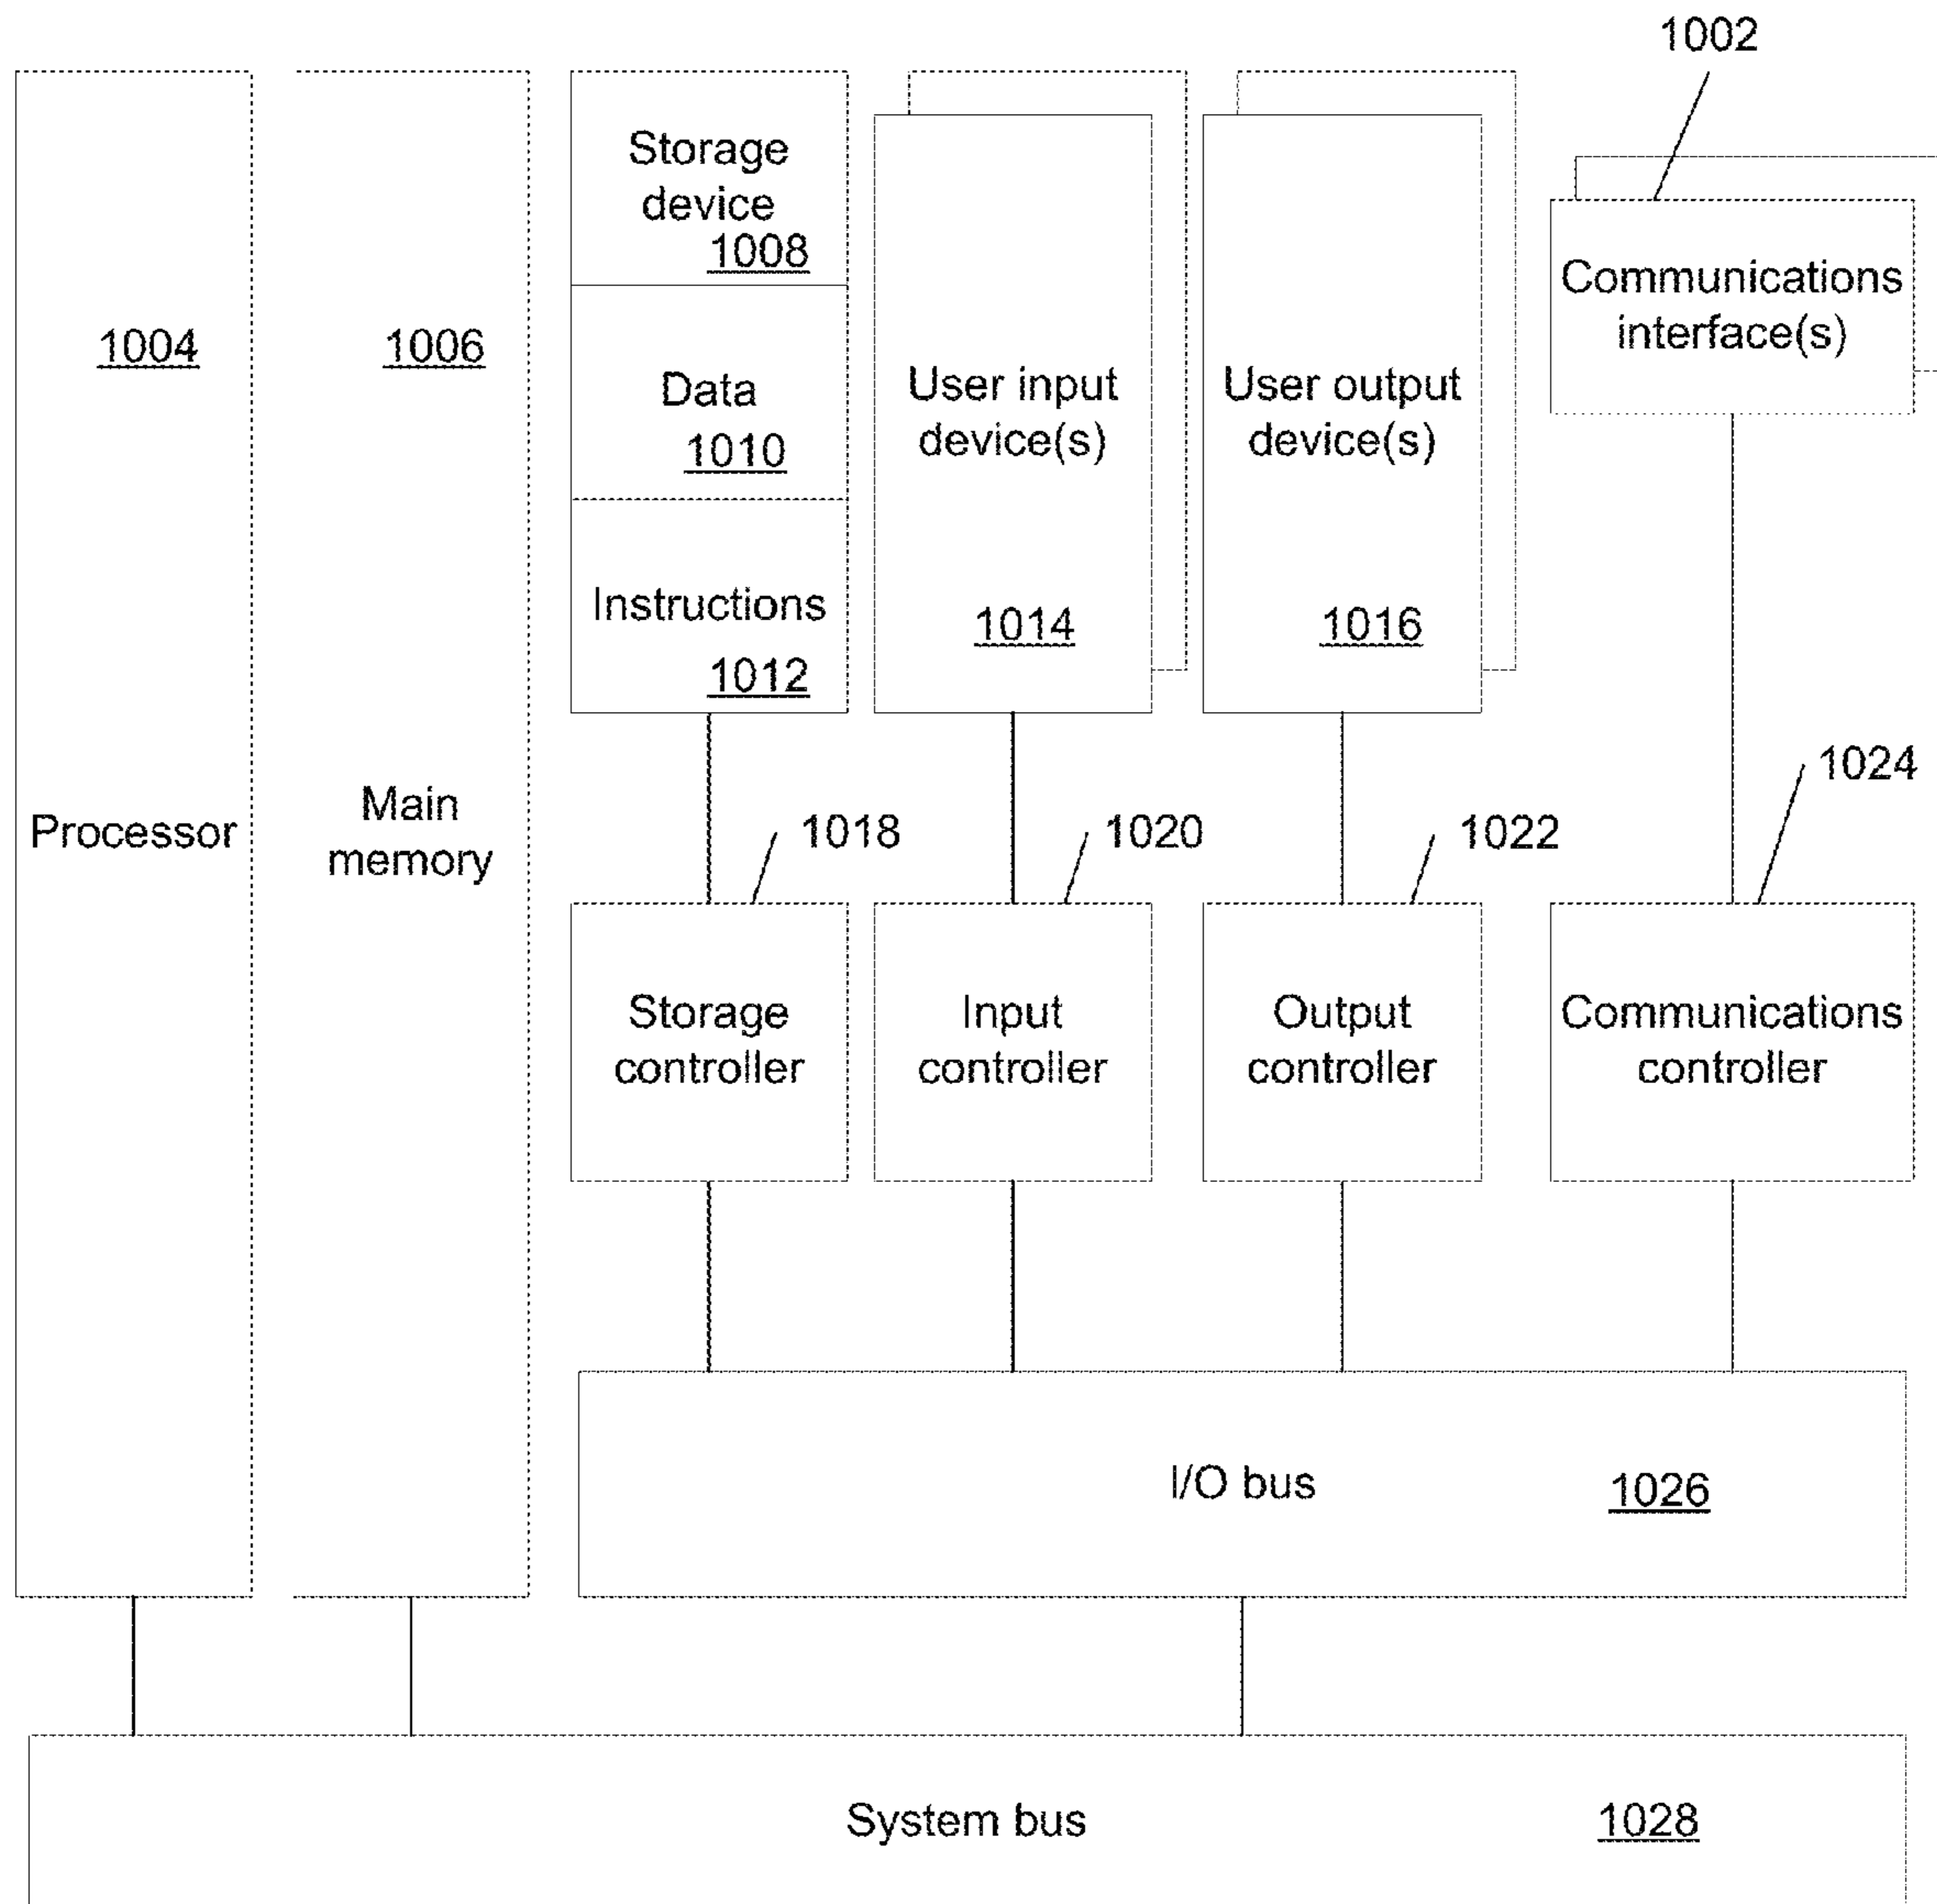 1002
Storage
device
1008
Communications
interface(s)
1004
1006
Data
1010
User input
device(s)
User output
device(s)
Instructions
1012
1014
1016
1024
Processor
Main
memory
1018
1020
1022
Storage
controller
Input
controller
Output
controller
Communications
controller
I/O bus
1026
System bus
1028